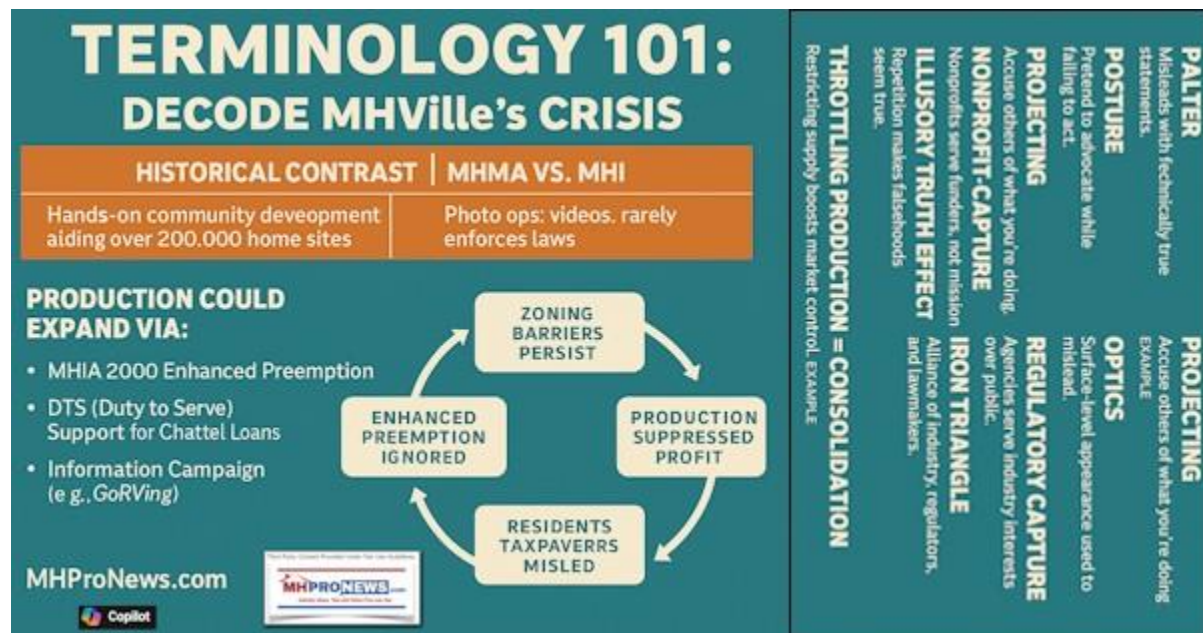 TERMINOLOGY 101:
DECODE MHVille's CRISIS
HISTORICAL CONTRAST | MHMA VS. MHI
Hands-on community deveopment
aiding over 200.000 home sites
Photo ops: videos. rarely
enforces laws
PRODUCTION COULD
EXPAND VIA:
• MHIA 2000 Enhanced Preemption
• DTS (Duty to Serve)
Support for Chattel Loans
• Information Campaign
(e g., GoRVing)
ZONING
BARRIERS
PERSIST
PRODUCTION
SUPPRESSED
PROFIT
RESIDENTS
TAXPAVERRS
MISLED
ENHANCED
PREEMPTION
IGNORED
MHProNews.com
MHPRONEWS.com
Copilot
PALTER
Misleads with fechnically true
statements.
POSTURE
Pretend to advocate while
failing to act.
PROJECTING
Accuse others of what you're doing.
NONPROFIT-CAPTURE
Nonprofits serve funders, not mission
ILLUSORY TRUTH EFFECT
Repetition makes falsehoods
seem true.
THROTTLING PRODUCTION = CONSOLIDATION
Restricting supply boosts market control. EXAMPLE
PROJECTING
Accuse others of what you're doing
EXAMPLE
OPTICS
Surface-level appearance used to
mislead.
REGULATORY CAPTURE
Agencies serve industry interests
over public.
IRON TRIANGLE
Alliance of industry, regulators,
and lawmakers.